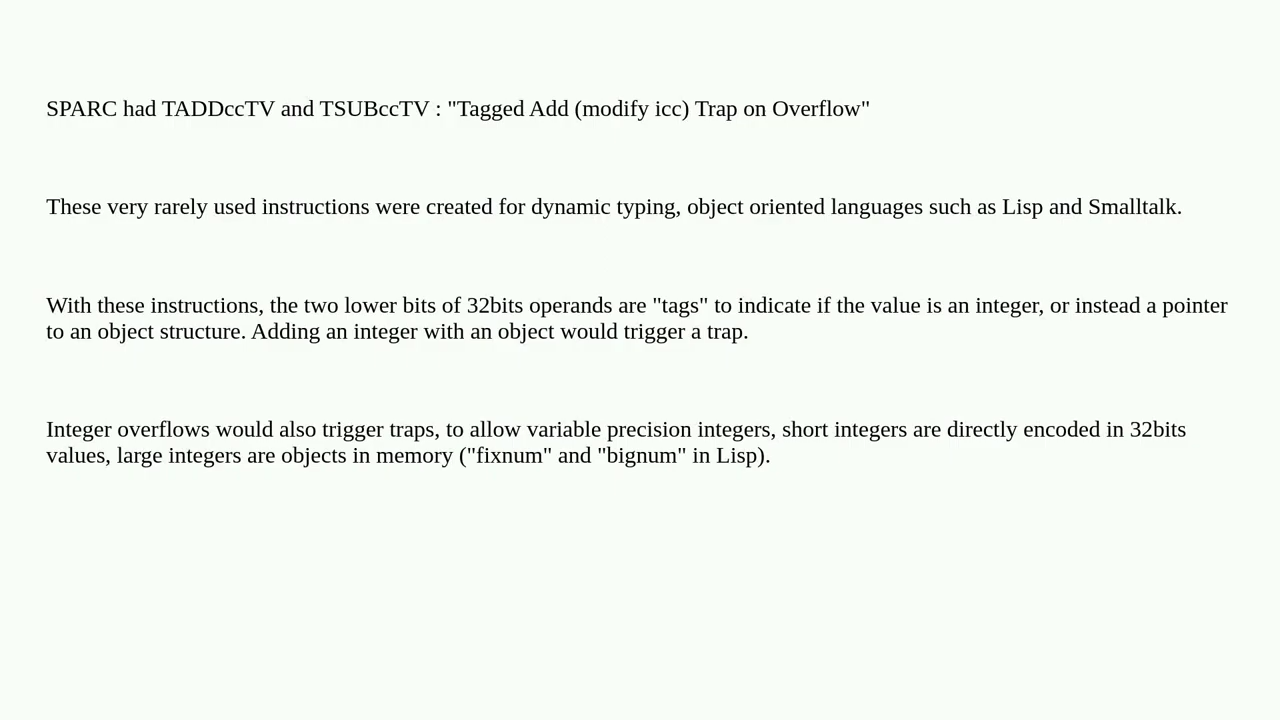 SPARC had TADDccTV and TSUBccTV : "Tagged Add (modify icc) Trap on Overflow"
These very rarely used instructions were created for dynamic typing, object oriented languages such as Lisp and Smalltalk.
With these instructions, the two lower bits of 32bits operands are "tags" to indicate if the value is an integer, or instead a pointer
to an object structure. Adding an integer with an object would trigger a trap.
Integer overflows would also trigger traps, to allow variable precision integers, short integers are directly encoded in 32bits
values, large integers are objects in memory ("fixnum" and "bignum" in Lisp).